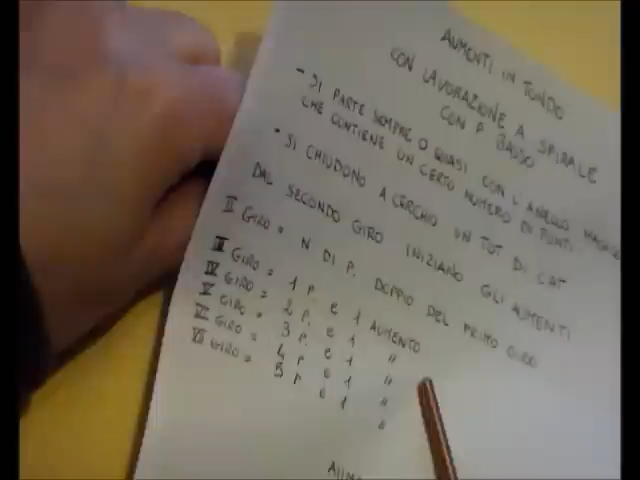 AUMENTI IN TONDO
CON LAVORAZIONE A SPIRALE
CON P. BASSO
- SI PARTE SEMPRE O QUASI CON L'ANELLO MAGICO
CHE CONTIENE UN CERTO NUMERO DI PUNTI
• SI CHIUDONO A CERCHIO UN TOT DI CAT
DAL SECONDO GIRO INIZIANO GLI AUMENTI
II GIRO = N DI P. DOPPIO DEL PRIMO GIRO
III GIRO = 1 P. E 1 AUMENTO
IV GIRO = 2 P. E 1 "
V GIRO = 3 P. E 1 "
VI GIRO = 4 P E 1 "
VII GIRO = 5 P E 1 "